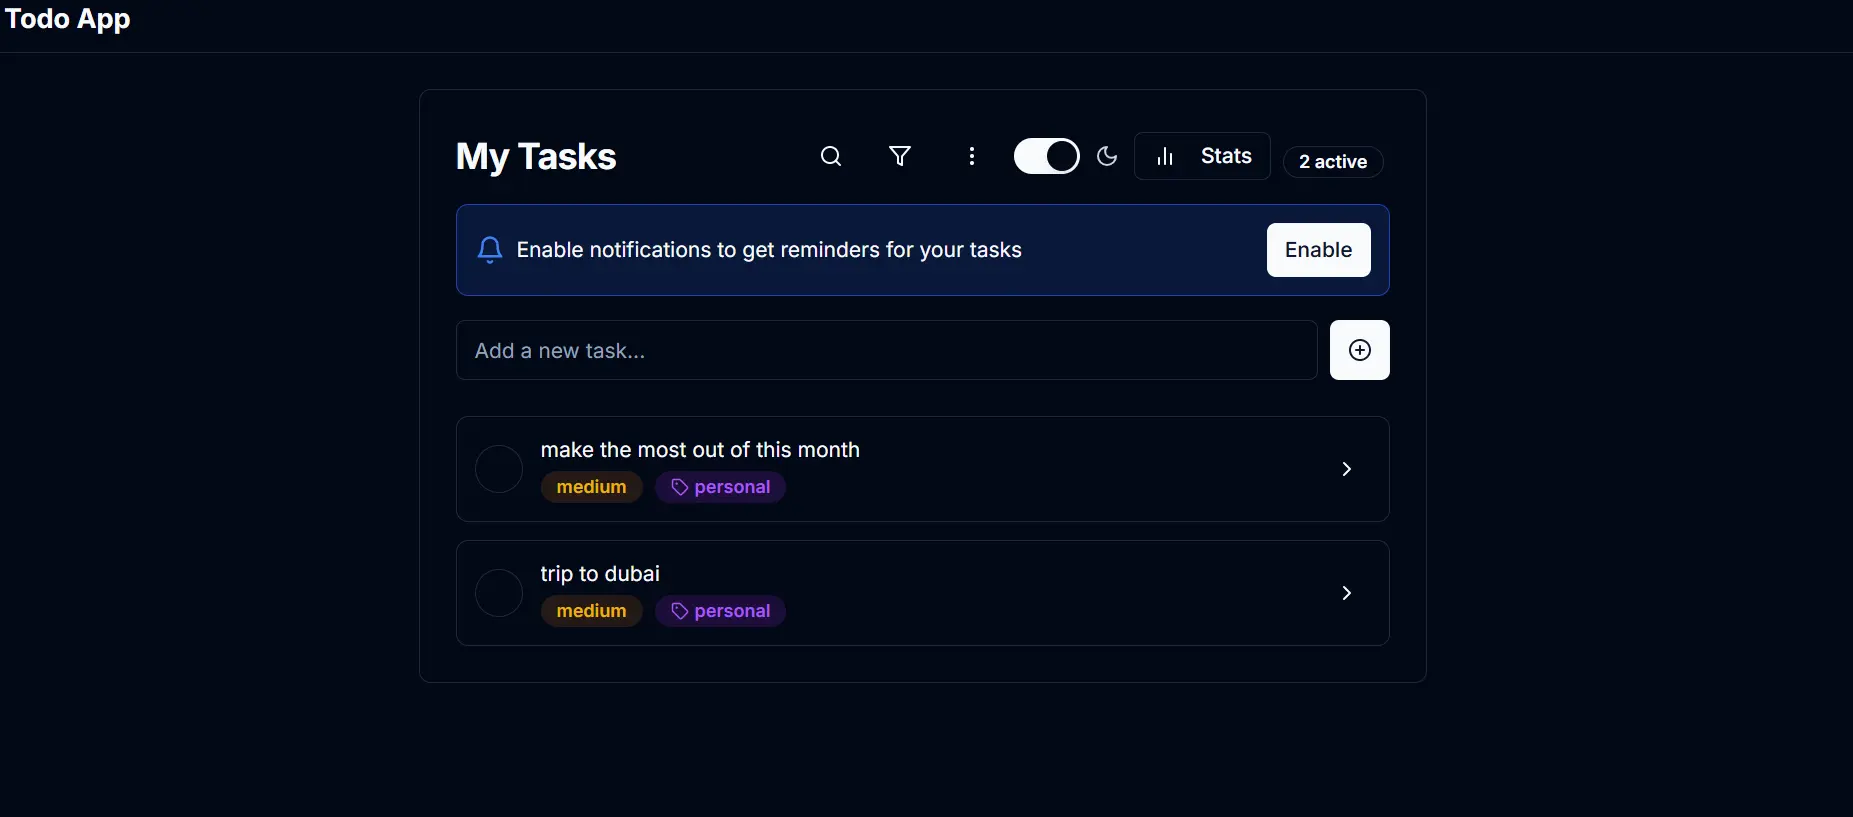 Todo App
My Tasks
Stats
2 active
Enable notifications to get reminders for your tasks
Enable
Add a new task...
make the most out of this month
medium
personal
trip to dubai
medium
personal